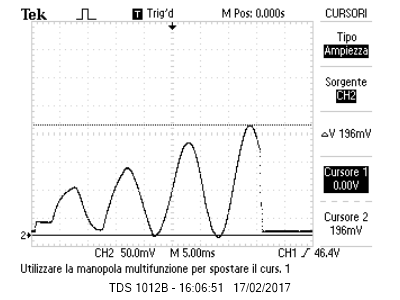 Tek T Trig'd M Pos: 0.000s CURSORI
Tipo
Ampiezza
Sorgente
CH2
△V 196mV
Cursore 1
0.00V
Cursore 2
196mV
2
CH2 50.0mV M 5.00ms CH1 / 46.4V
Utilizzare la manopola multifunzione per spostare il curs. 1
TDS 1012B - 16:06:51 17/02/2017